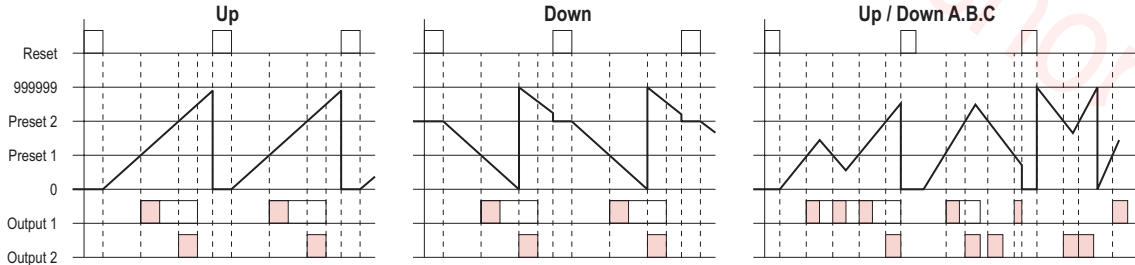 Up
Down
Up / Down A.B.C
Reset
999999
Preset 2
Preset 1
0
Output 1
Output 2